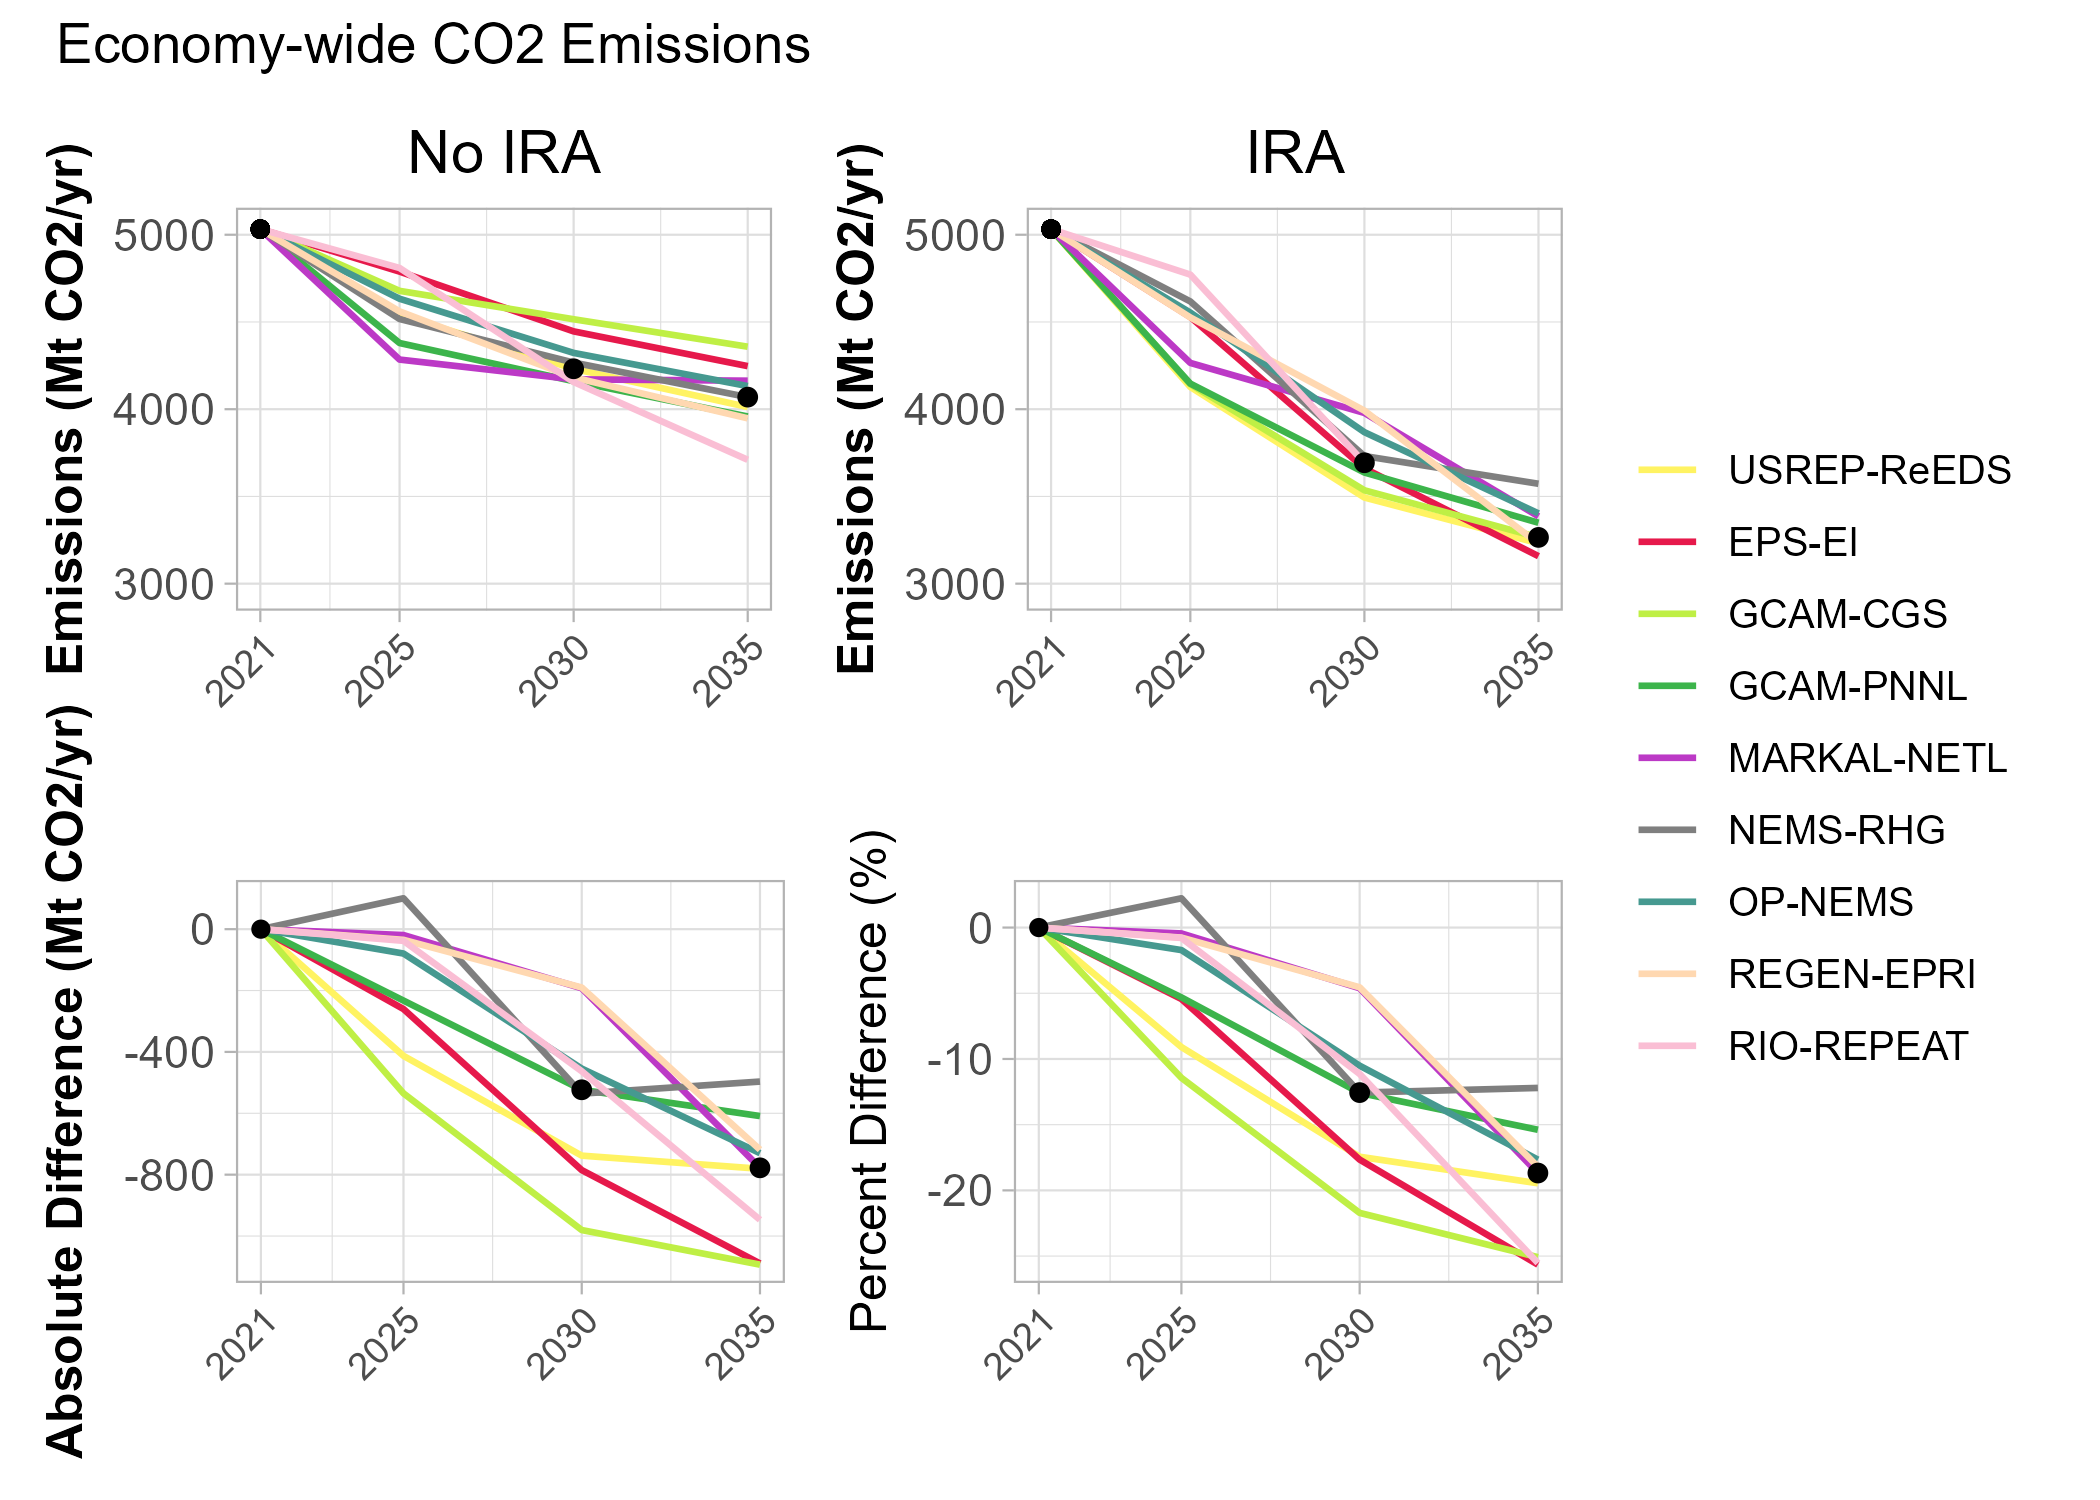 Economy-wide CO2 Emissions
No IRA
Emissions (Mt CO2/yr)
5000
4000
3000
2021
2025
2030
2035
IRA
Emissions (Mt CO2/yr)
5000
4000
3000
2021
2025
2030
2035
Absolute Difference (Mt CO2/yr)
0
-400
-800
2021
2025
2030
2035
Percent Difference (%)
0
-10
-20
2021
2025
2030
2035
USREP-ReEDS
EPS-EI
GCAM-CGS
GCAM-PNNL
MARKAL-NETL
NEMS-RHG
OP-NEMS
REGEN-EPRI
RIO-REPEAT